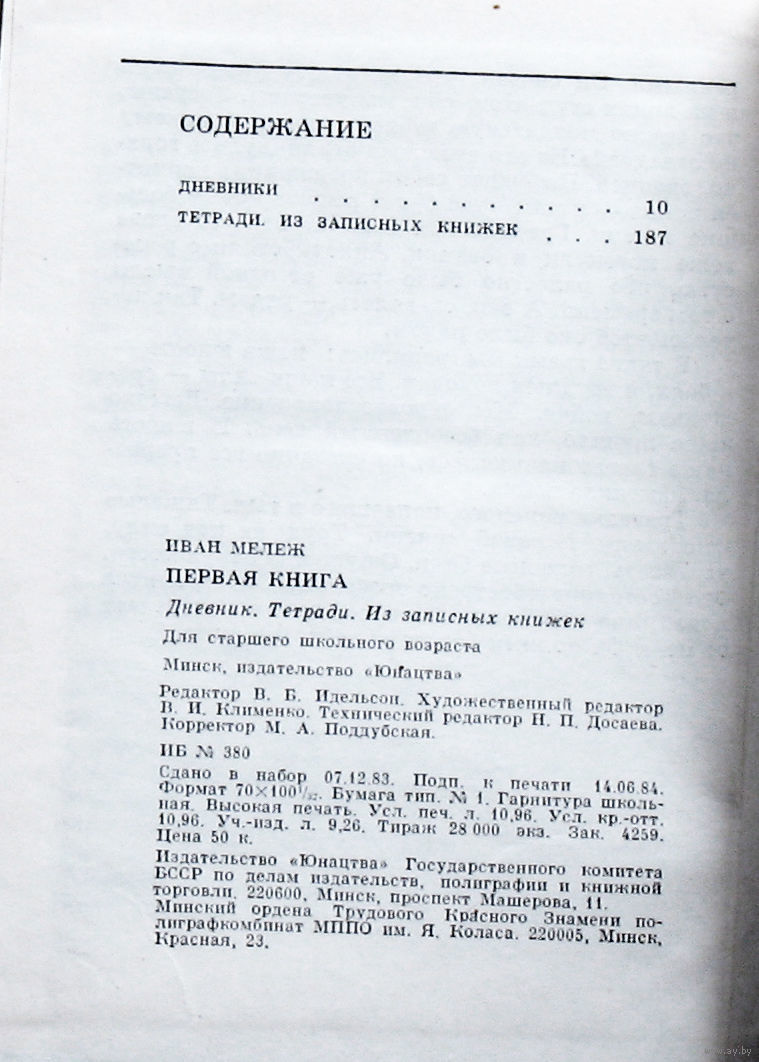 СОДЕРЖАНИЕ
ДНЕВНИКИ . . . . . . . . . . . 10
ТЕТРАДИ. ИЗ ЗАПИСНЫХ КНИЖЕК . . . 187
ИВАН МЕЛЕЖ
ПЕРВАЯ КНИГА
Дневник. Тетради. Из записных книжек
Для старшего школьного возраста
Минск, издательство «Юнацтва»
Редактор В. Б. Идельсон. Художественный редактор
В. И. Клименко. Технический редактор Н. П. Досаева.
Корректор М. А. Поддубская.
ИБ № 380
Сдано в набор 07.12.83. Подп. к печати 14.06.84.
Формат 70×100¹/₃₂. Бумага тип. № 1. Гарнитура школь-
ная. Высокая печать. Усл. печ. л. 10,96. Усл. кр.-отт.
10,96. Уч.-изд. л. 9,26. Тираж 28 000 экз. Зак. 4259.
Цена 50 к.
Издательство «Юнацтва» Государственного комитета
БССР по делам издательств, полиграфии и книжной
торговли. 220600, Минск, проспект Машерова, 11.
Минский ордена Трудового Красного Знамени по-
лиграфкомбинат МППО им. Я. Коласа. 220005, Минск,
Красная, 23.
www.ay.by